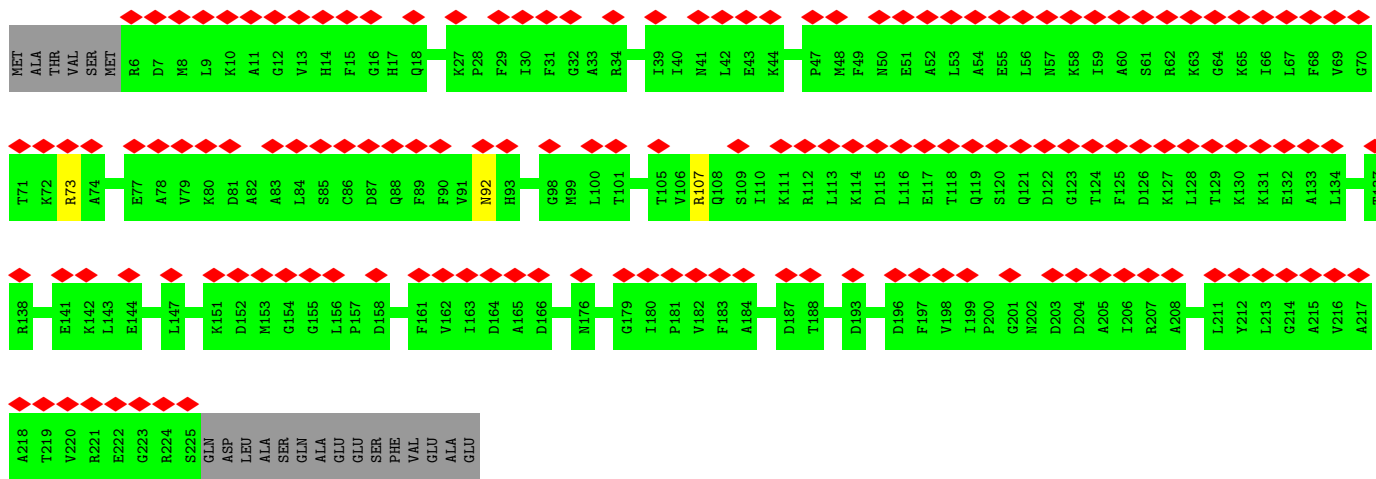 MET ALA THR VAL SER MET R6 D7 M8 L9 K10 A11 G12 V13 H14 F15 G16 H17 Q18 K27 P28 F29 I30 F31 G32 A33 R34 I39 I40 N41 L42 E43 K44 P47 M48 F49 N50 E51 A52 L53 A54 E55 L56 N57 K58 I59 A60 S61 R62 K63 G64 K65 I66 L67 F68 V69 G70
T71 K72 R73 A74 E77 A78 V79 K80 D81 A82 A83 L84 S85 C86 D87 Q88 F89 F90 V91 N92 H93 G98 M99 L100 T101 T105 V106 R107 Q108 S109 I110 K111 R112 L113 K114 D115 L116 E117 T118 Q119 S120 Q121 D122 G123 T124 F125 D126 K127 L128 T129 K130 K131 E132 A133 L134 T137
R138 E141 K142 L143 E144 L147 K151 D152 M153 G154 G155 L156 P157 D158 F161 V162 I163 D164 A165 D166 N176 G179 I180 P181 V182 F183 A184 D187 T188 D193 D196 F197 V198 I199 P200 G201 N202 D203 D204 A205 I206 R207 A208 L211 Y212 L213 G214 A215 V216 A217
A218 T219 V220 R221 E222 G223 R224 S225 GLN ASP LEU ALA SER GLN ALA GLU GLU SER PHE VAL GLU ALA GLU